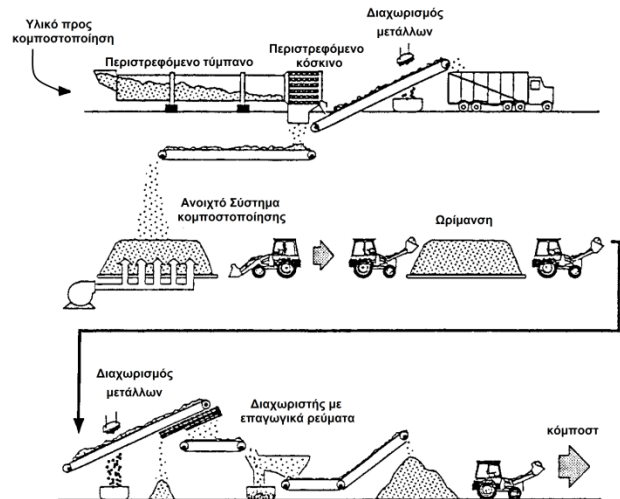 Υλικό προς
κομποστοποίηση
Περιστρεφόμενο τύμπανο
Περιστρεφόμενο
κόσκινο
Διαχωρισμός
μετάλλων
Ανοιχτό Σύστημα
κομποστοποίησης
Ωρίμανση
Διαχωρισμός
μετάλλων
Διαχωριστής με
επαγωγικά ρεύματα
κόμποστ